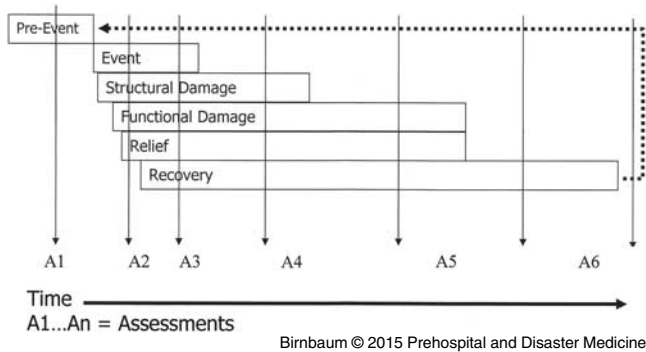 Pre-Event
Event
Structural Damage
Functional Damage
Relief
Recovery
A1 A2 A3 A4 A5 A6
Time
A1...An = Assessments
Birnbaum © 2015 Prehospital and Disaster Medicine